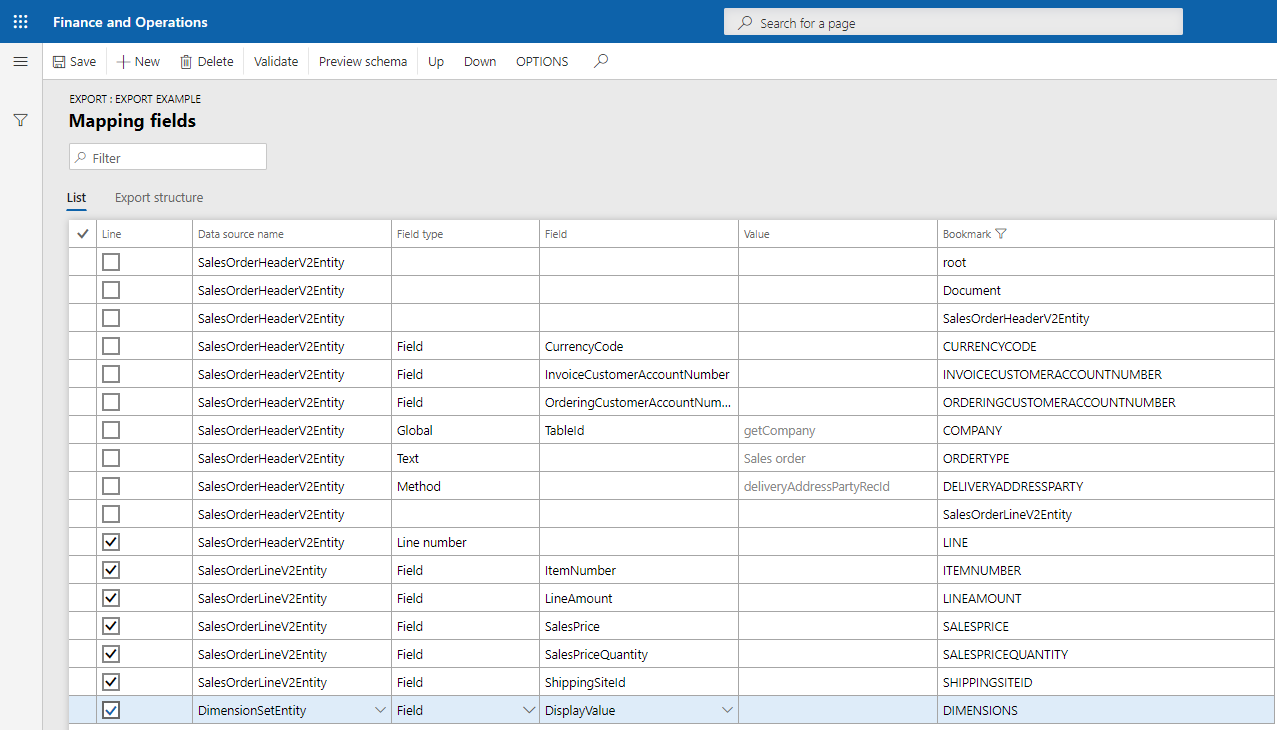 Finance and Operations
Search for a page
Save New Delete Validate Preview schema Up Down OPTIONS
EXPORT : EXPORT EXAMPLE
Mapping fields
Filter
List Export structure
Line Data source name Field type Field Value Bookmark
SalesOrderHeaderV2Entity root
SalesOrderHeaderV2Entity Document
SalesOrderHeaderV2Entity SalesOrderHeaderV2Entity
SalesOrderHeaderV2Entity Field CurrencyCode CURRENCYCODE
SalesOrderHeaderV2Entity Field InvoiceCustomerAccountNumber INVOICECUSTOMERACCOUNTNUMBER
SalesOrderHeaderV2Entity Field OrderingCustomerAccountNum... ORDERINGCUSTOMERACCOUNTNUMBER
SalesOrderHeaderV2Entity Global TableId getCompany COMPANY
SalesOrderHeaderV2Entity Text Sales order ORDERTYPE
SalesOrderHeaderV2Entity Method deliveryAddressPartyRecId DELIVERYADDRESSPARTY
SalesOrderHeaderV2Entity SalesOrderLineV2Entity
SalesOrderHeaderV2Entity Line number LINE
SalesOrderLineV2Entity Field ItemNumber ITEMNUMBER
SalesOrderLineV2Entity Field LineAmount LINEAMOUNT
SalesOrderLineV2Entity Field SalesPrice SALESPRICE
SalesOrderLineV2Entity Field SalesPriceQuantity SALESPRICEQUANTITY
SalesOrderLineV2Entity Field ShippingSiteId SHIPPINGSITEID
DimensionSetEntity Field DisplayValue DIMENSIONS